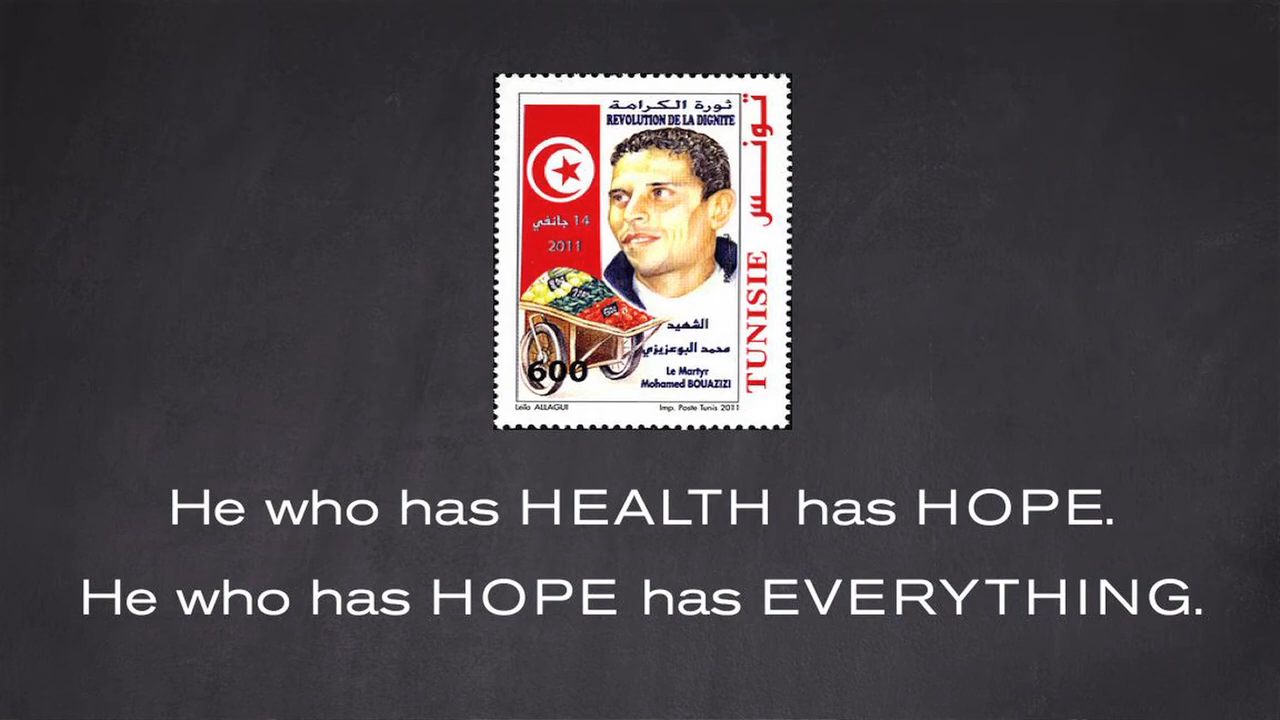 ثورة الكرامة
REVOLUTION DE LA DIGNITE
تونس
TUNISIE
14 جانفي
2011
الشهيد
محمد البوعزيزي
Le Martyr
Mohamed BOUAZIZI
600
Leïla ALLAGUI
Imp. Poste Tunis 2011
He who has HEALTH has HOPE.
He who has HOPE has EVERYTHING.